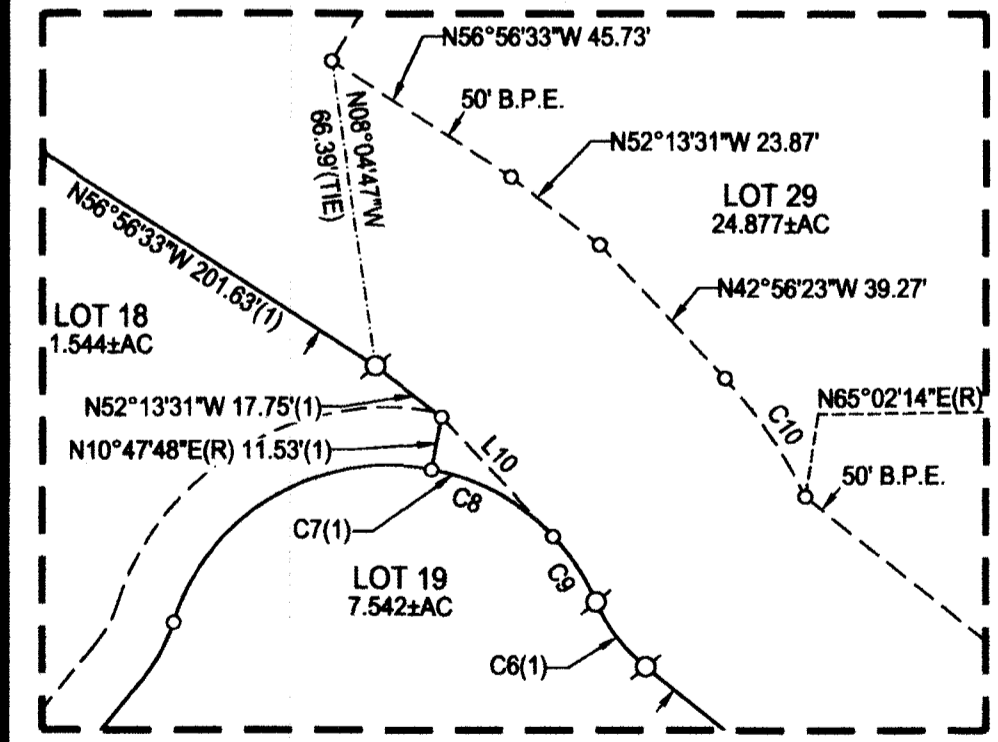 N56°56'33"W 45.73'
50' B.P.E.
N08°04'47"W
66.39'(TIE)
N52°13'31"W 23.87'
LOT 29
24.877±AC
N56°56'33"W 201.63'(1)
N42°56'23"W 39.27'
LOT 18
1.544±AC
N65°02'14"E(R)
N52°13'31"W 17.75'(1)
C10
N10°47'48"E(R) 11.53'(1)
L10
50' B.P.E.
C8
C7(1)
LOT 19
7.542±AC
C9
C6(1)